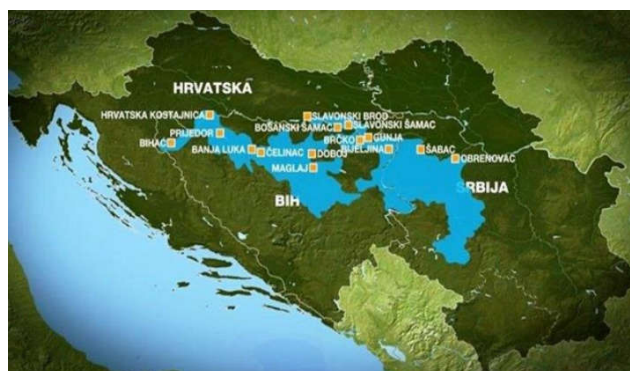 HRVATSKA
HRVATSKA KOSTAJNICA
SLAVONSKI BROD
BOŠANSKI ŠAMAC
SLAVONSKI ŠAMAC
PRIJEDOR
BRČKO
GUNJA
BIHAĆ
BANJA LUKA
ČELINAC
DOBOJ
BIJELJINA
ŠABAC
OBRENOVAC
MAGLAJ
SRBIJA
BIH